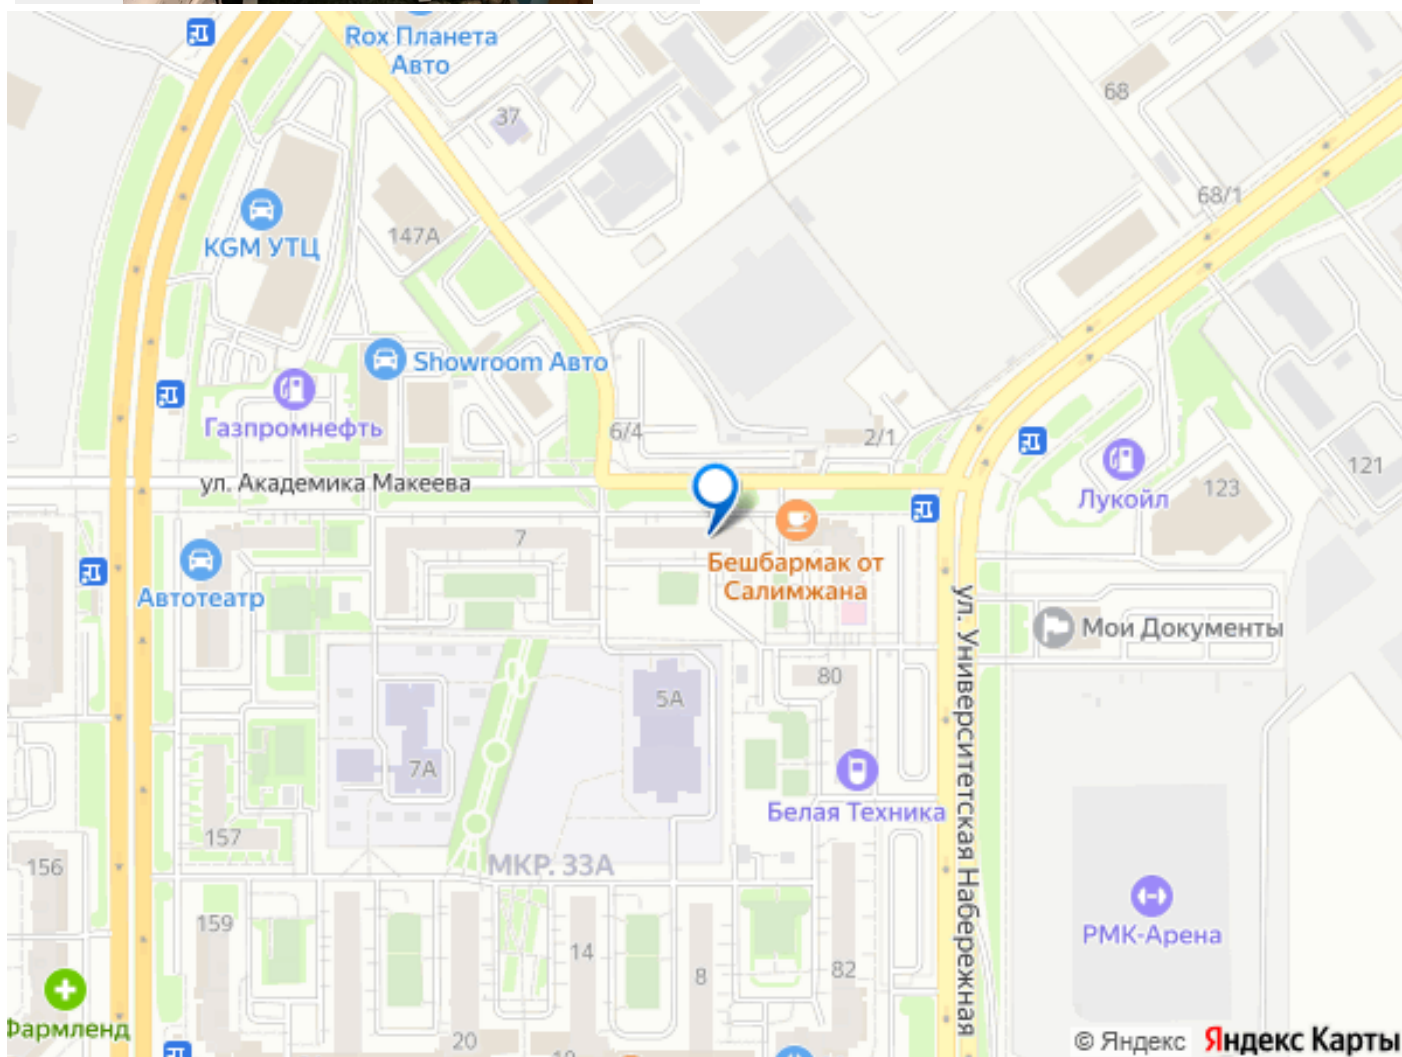 Rox Планета
Авто
37
68
68/1
KGM УТЦ
147А
Showroom Авто
Газпромнефть
6/4
2/1
ул. Академика Макеева
Лукойл
123
121
7
Бешбармак от
Салимжана
Автотеатр
ул. Университетская Набережная
Мои Документы
80
5А
7А
Белая Техника
157
МКР. 33А
156
159
14
8
82
РМК-Арена
Фармленд
20
© Яндекс Яндекс Карты